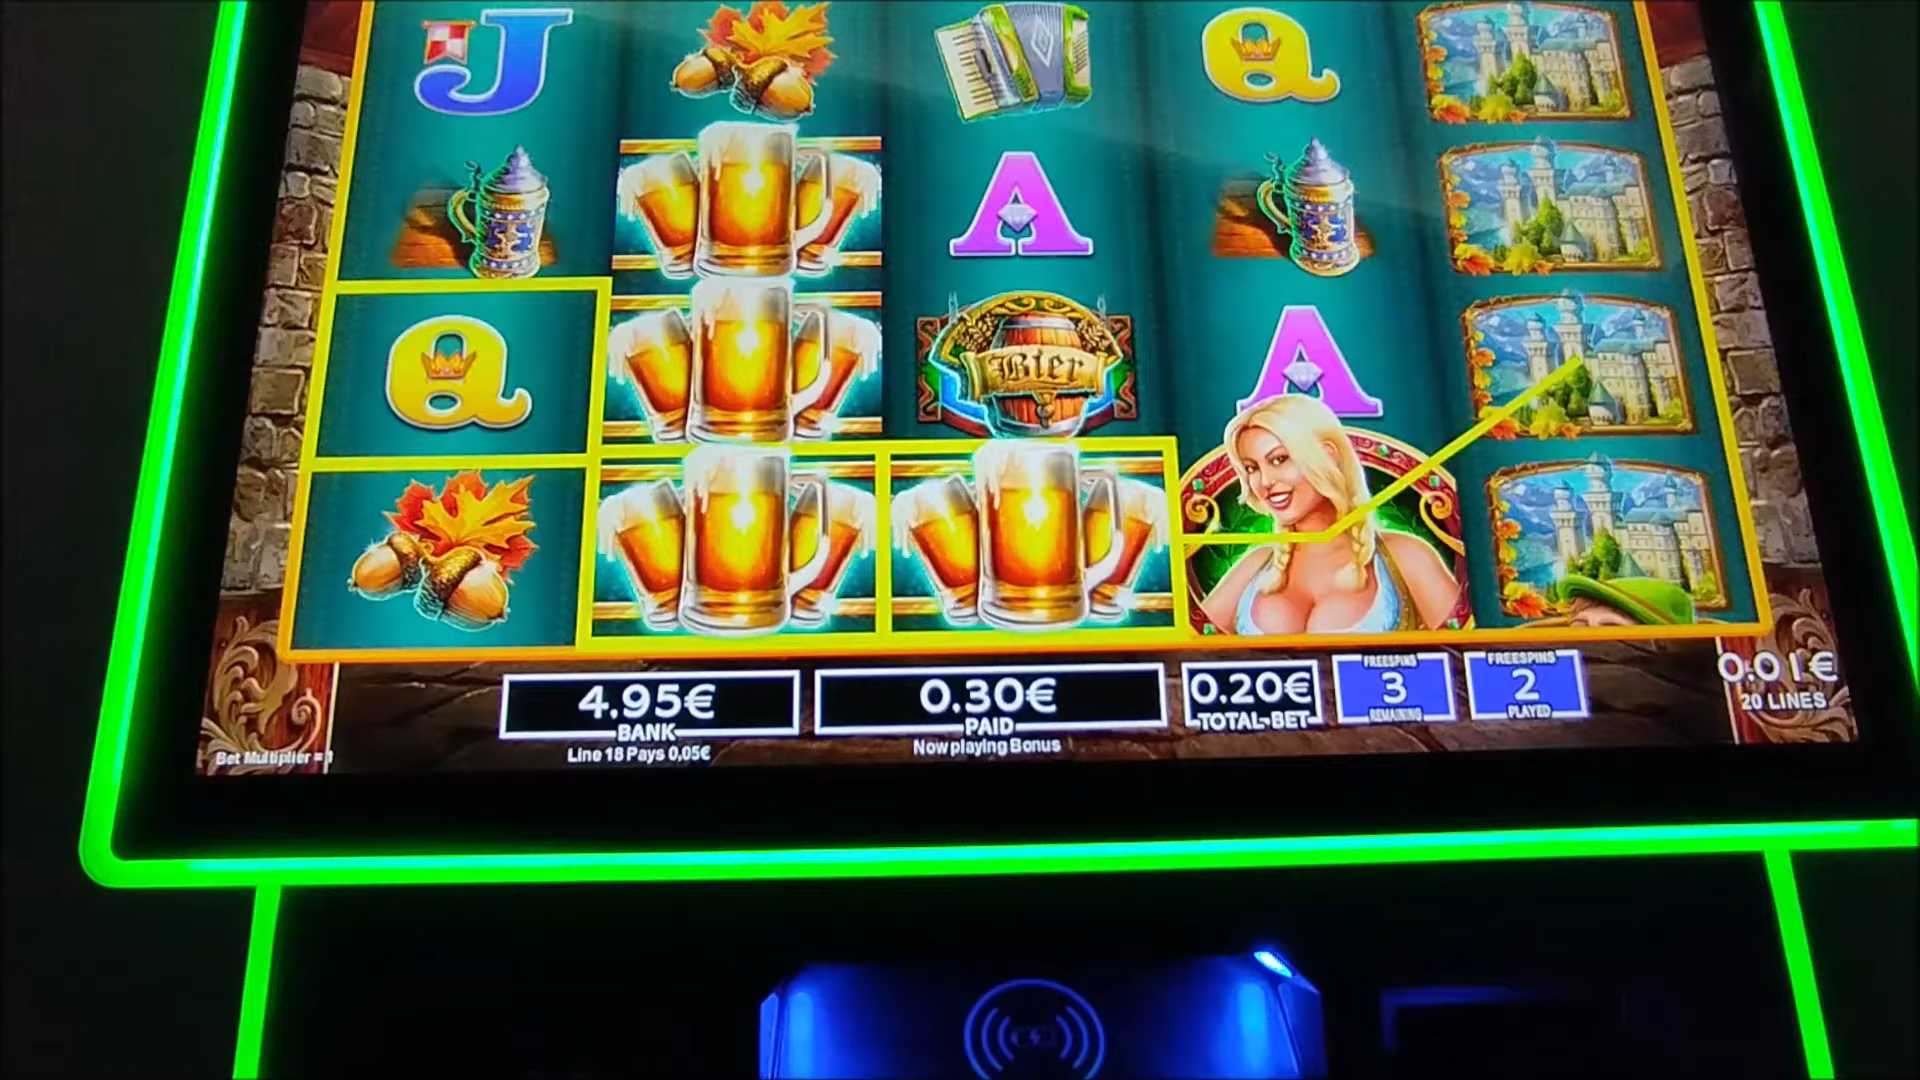 J
Q
A
Q
Bier
A
4.95€
BANK
Line 18 Pays 0,05€
0.30€
PAID
Now playing Bonus
0.20€
TOTAL BET
FREESPINS
3
REMAINING
FREESPINS
2
PLAYED
0.01€
20 LINES
Bet Multiplier = 1